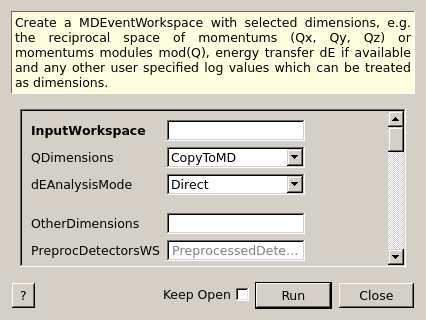 Create a MDEventWorkspace with selected dimensions, e.g.
the reciprocal space of momentums (Qx, Qy, Qz) or
momentums modules mod(Q), energy transfer dE if available
and any other user specified log values which can be treated
as dimensions.
InputWorkspace
QDimensions CopyToMD
dEAnalysisMode Direct
OtherDimensions
PreprocDetectorsWS PreprocessedDete...
? Keep Open Run Close